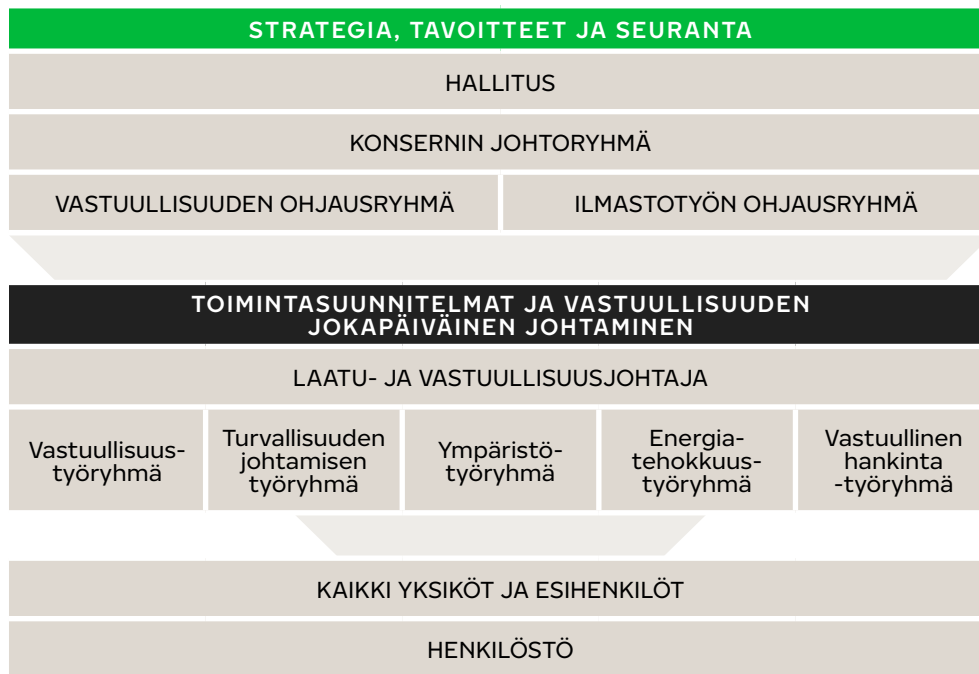 STRATEGIA, TAVOITTEET JA SEURANTA
HALLITUS
KONSERNIN JOHTORYHMÄ
VASTUULLISUUDEN OHJAUSRYHMÄ
ILMASTOTYÖN OHJAUSRYHMÄ
TOIMINTASUUNNITELMAT JA VASTUULLISUUDEN
JOKAPÄIVÄINEN JOHTAMINEN
LAATU- JA VASTUULLISUUSJOHTAJA
Vastuullisuus-
työryhmä
Turvallisuuden
johtamisen
työryhmä
Ympäristö-
työryhmä
Energia-
tehokkuus-
työryhmä
Vastuullinen
hankinta
-työryhmä
KAIKKI YKSIKÖT JA ESIHENKILÖT
HENKILÖSTÖ